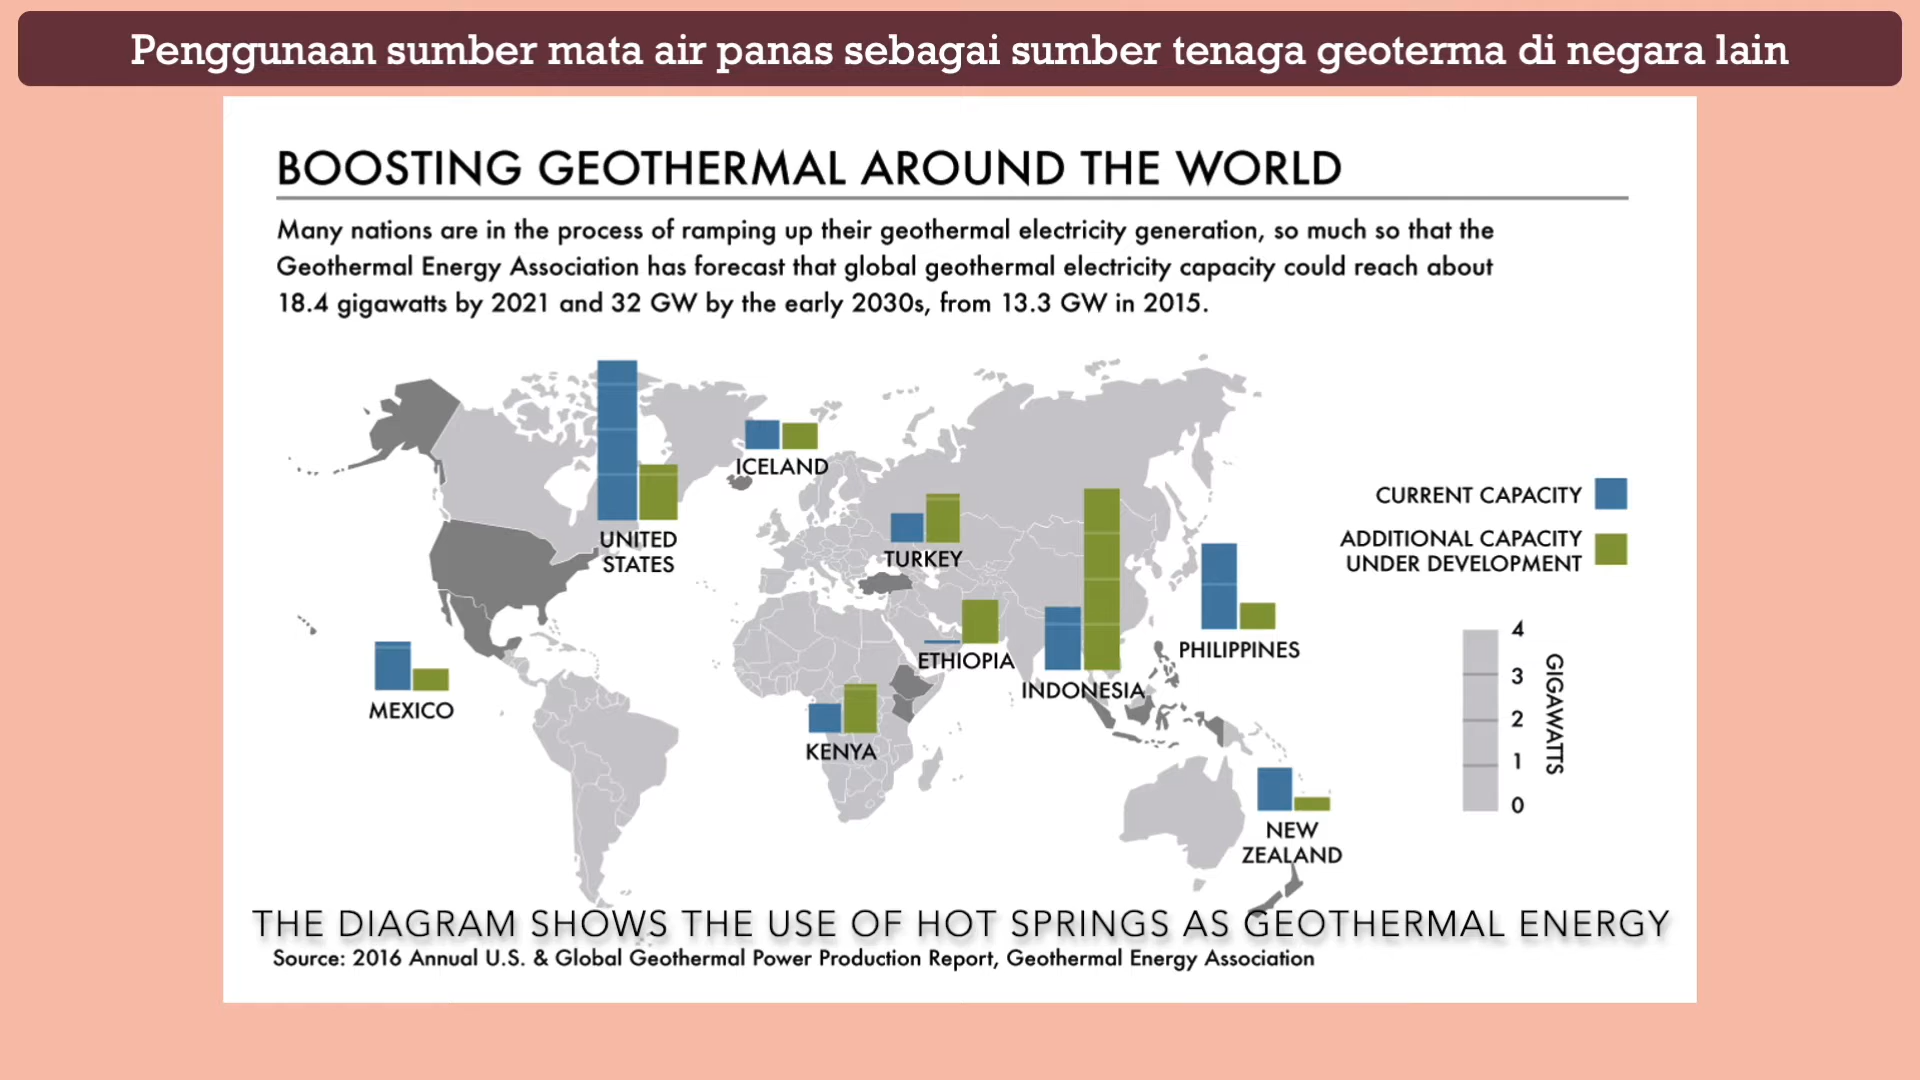 Penggunaan sumber mata air panas sebagai sumber tenaga geoterma di negara lain
BOOSTING GEOTHERMAL AROUND THE WORLD
Many nations are in the process of ramping up their geothermal electricity generation, so much so that the
Geothermal Energy Association has forecast that global geothermal electricity capacity could reach about
18.4 gigawatts by 2021 and 32 GW by the early 2030s, from 13.3 GW in 2015.
UNITED
STATES
ICELAND
TURKEY
ETHIOPIA
INDONESIA
PHILIPPINES
MEXICO
KENYA
NEW
ZEALAND
CURRENT CAPACITY
ADDITIONAL CAPACITY
UNDER DEVELOPMENT
4
3
2
1
0
GIGAWATTS
THE DIAGRAM SHOWS THE USE OF HOT SPRINGS AS GEOTHERMAL ENERGY
Source: 2016 Annual U.S. & Global Geothermal Power Production Report, Geothermal Energy Association